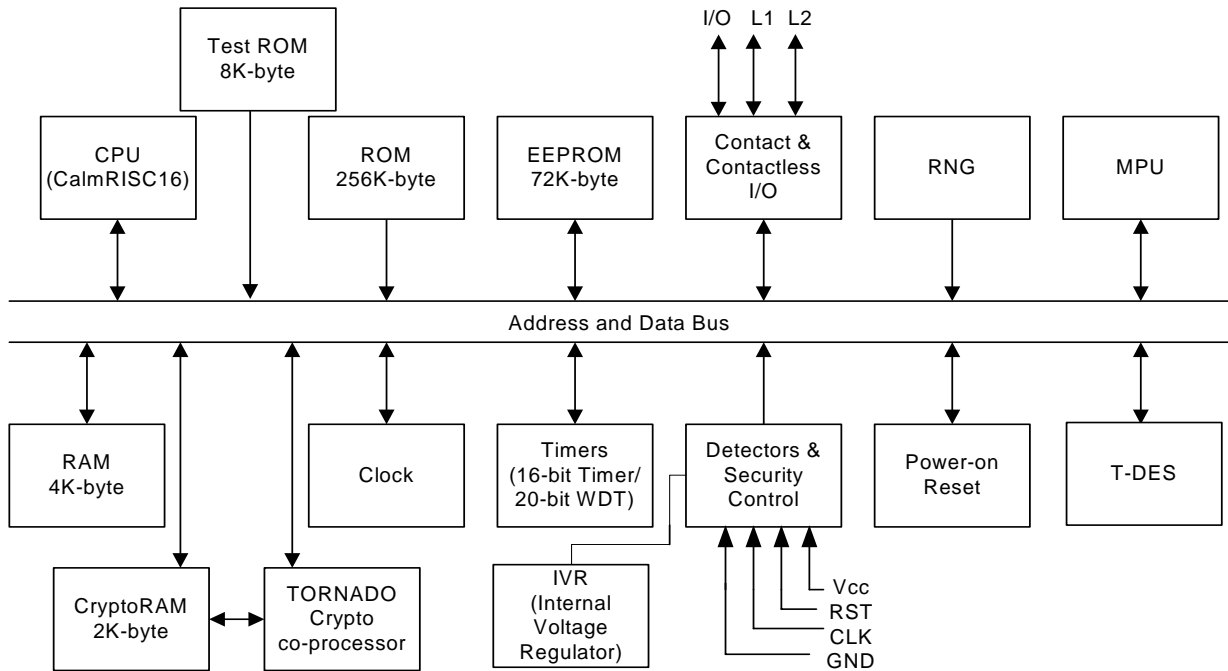 I/O L1 L2
Test ROM
8K-byte
CPU
(CalmRISC16)
ROM
256K-byte
EEPROM
72K-byte
Contact &
Contactless
I/O
RNG
MPU
Address and Data Bus
RAM
4K-byte
Clock
Timers
(16-bit Timer/
20-bit WDT)
Detectors &
Security
Control
Power-on
Reset
T-DES
CryptoRAM
2K-byte
TORNADO
Crypto
co-processor
IVR
(Internal
Voltage
Regulator)
Vcc
RST
CLK
GND